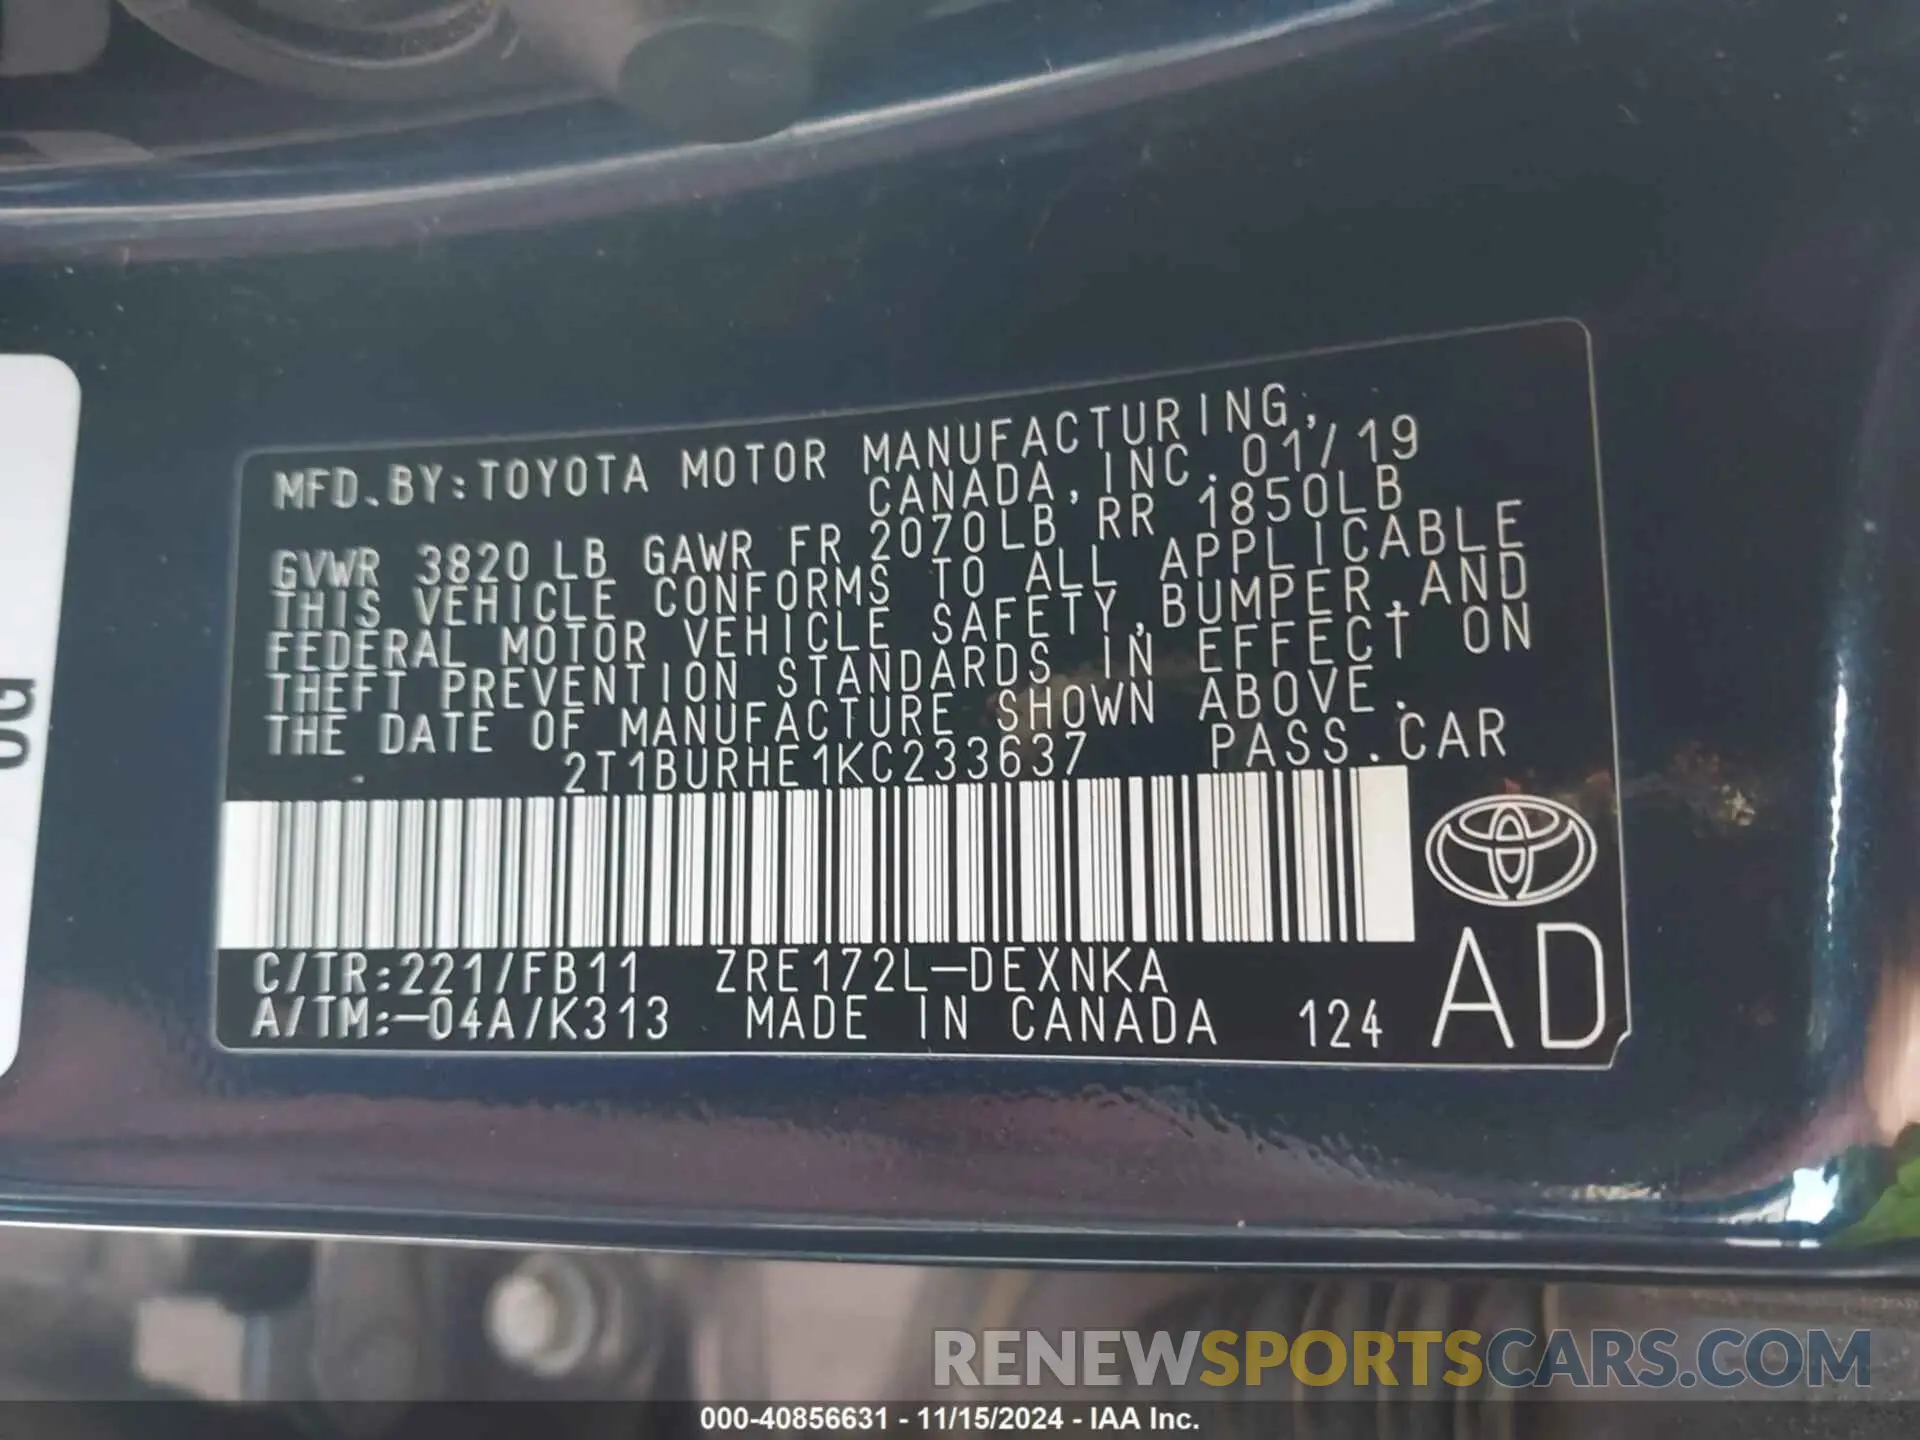 MFD.BY:TOYOTA MOTOR MANUFACTURING,
CANADA, INC. 01/19
GVWR 3820 LB GAWR FR 2070LB RR 1850LB
THIS VEHICLE CONFORMS TO ALL APPLICABLE
FEDERAL MOTOR VEHICLE SAFETY, BUMPER, AND
THEFT PREVENTION STANDARDS IN EFFECT ON
THE DATE OF MANUFACTURE SHOWN ABOVE.
2T1BURHE1KC233637 PASS.CAR
C/TR:221/FB11 ZRE172L-DEXNKA
A/TM:-04A/K313 MADE IN CANADA 124
AD
RENEWSPORTSCARS.COM
000-40856631 - 11/15/2024 - IAA Inc.